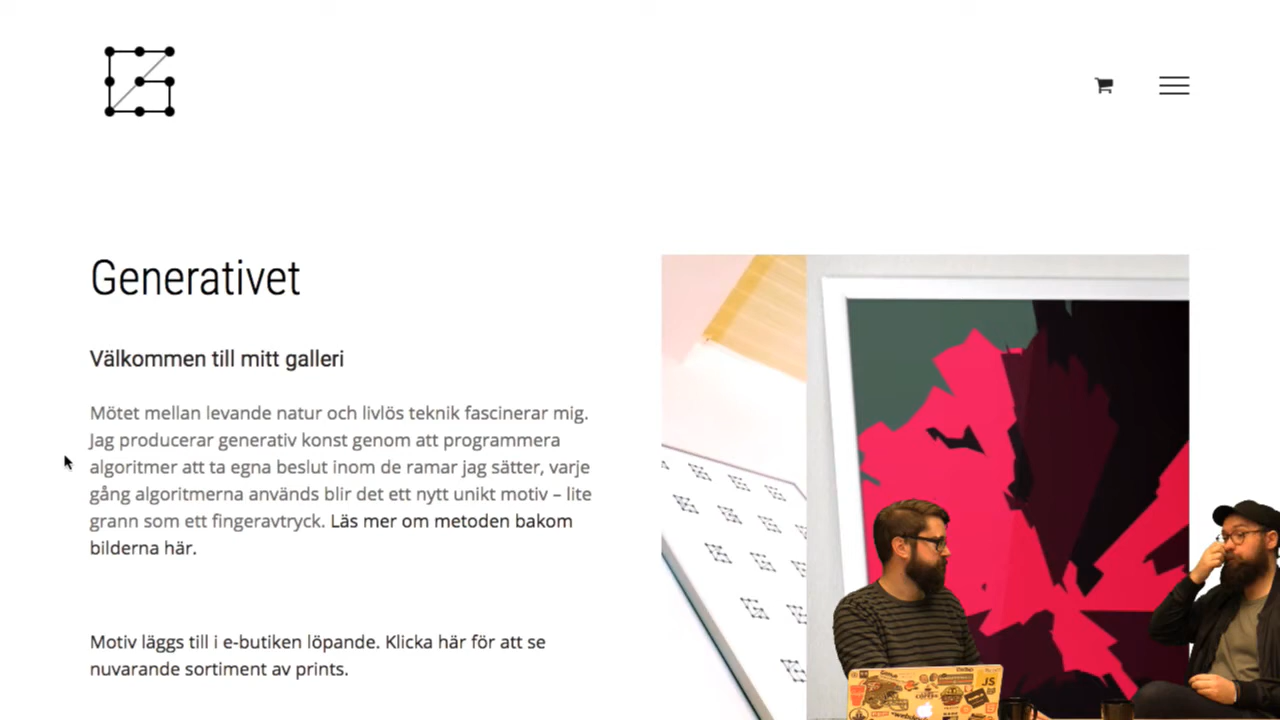 Generativet
Välkommen till mitt galleri
Mötet mellan levande natur och livlös teknik fascinerar mig.
Jag producerar generativ konst genom att programmera
algoritmer att ta egna beslut inom de ramar jag sätter, varje
gång algoritmerna används blir det ett nytt unikt motiv – lite
grann som ett fingeravtryck. Läs mer om metoden bakom
bilderna här.
Motiv läggs till i e-butiken löpande. Klicka här för att se
nuvarande sortiment av prints.
JS